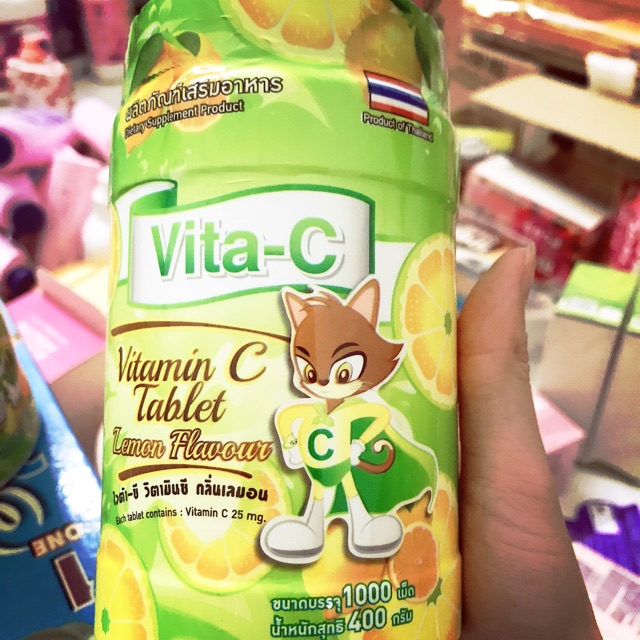 ผลิตภัณฑ์เสริมอาหาร
Dietary Supplement Product
Product of Thailand
Vita-C
Vitamin C
Tablet
Lemon Flavour
C
ไวต้า-ซี วิตามินซี กลิ่นเลมอน
Each tablet contains : Vitamin C 25 mg.
ขนาดบรรจุ 1000 เม็ด
น้ำหนักสุทธิ 400 กรัม